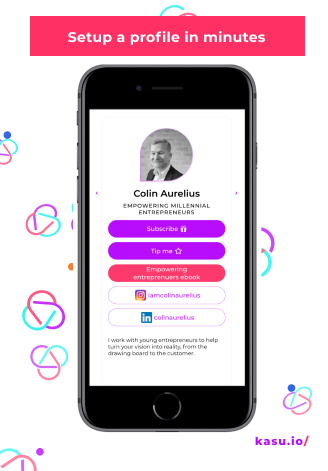 Setup a profile in minutes
Colin Aurelius
EMPOWERING MILLENNIAL
ENTREPRENEURS
Subscribe
Tip me
Empowering
entreprenuers ebook
iamcolinaurelius
colinaurelius
I work with young entrepreneurs to help
turn your vision into reality, from the
drawing board to the customer.
kasu.io/